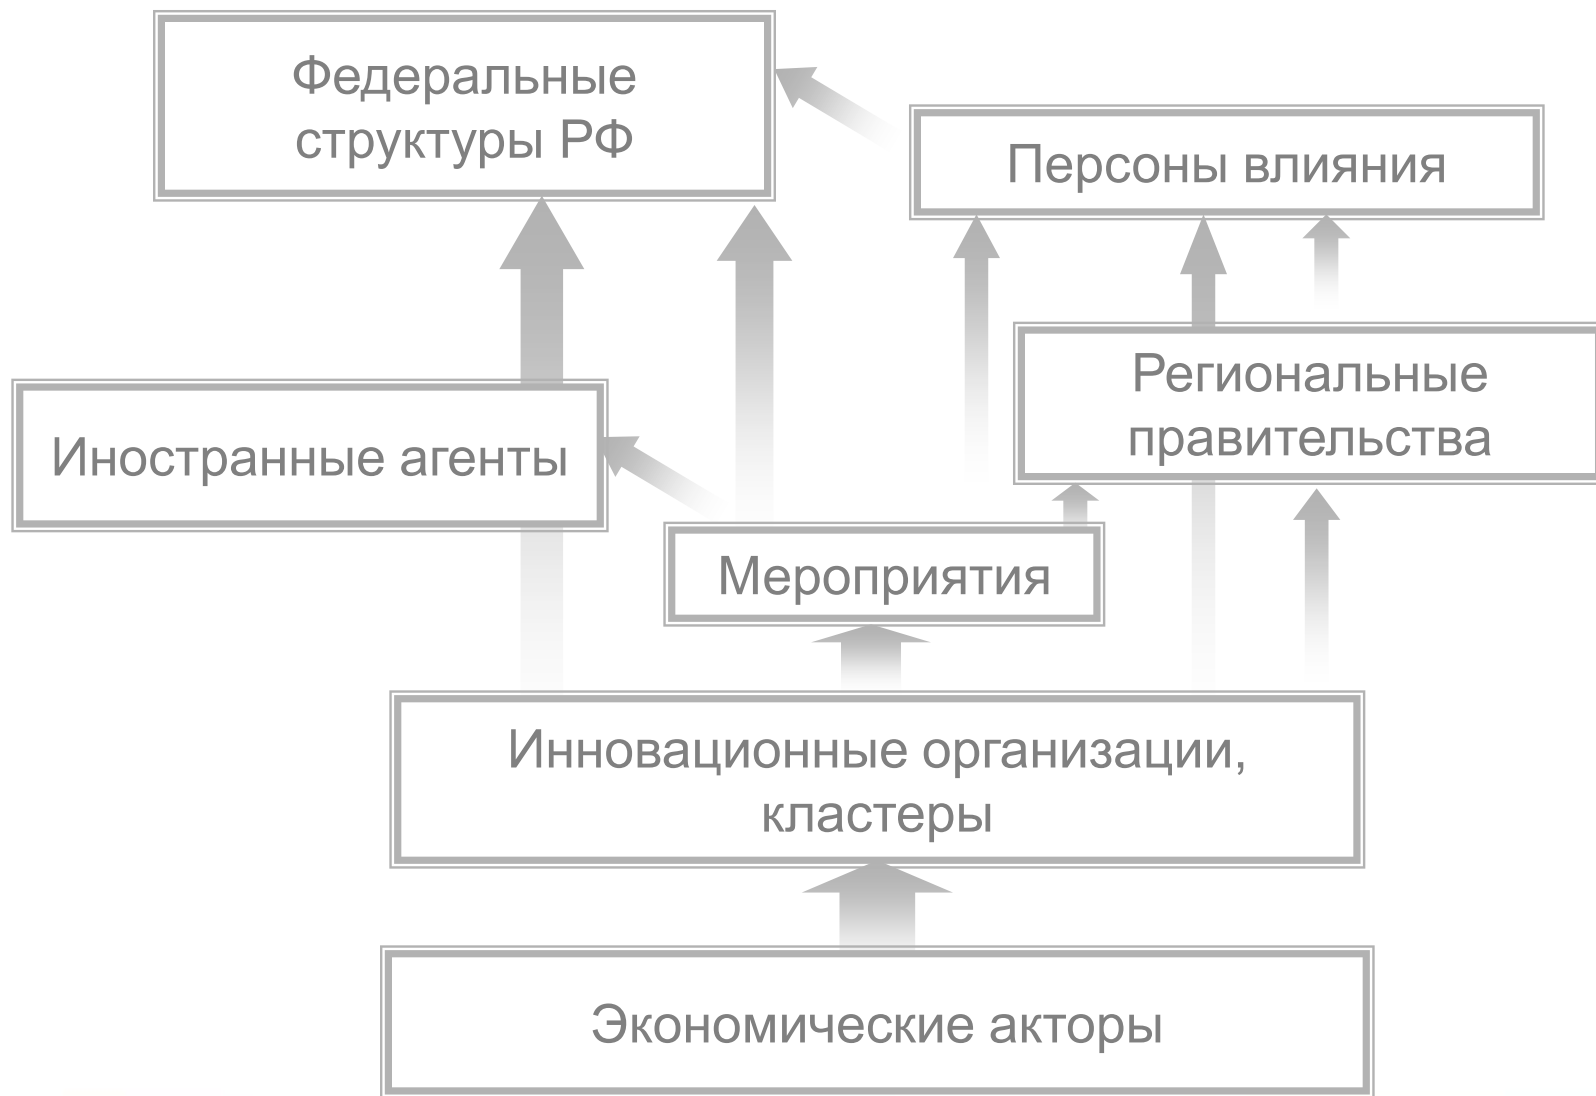 Федеральные
структуры РФ
Персоны влияния
Региональные
правительства
Иностранные агенты
Мероприятия
Инновационные организации,
кластеры
Экономические акторы